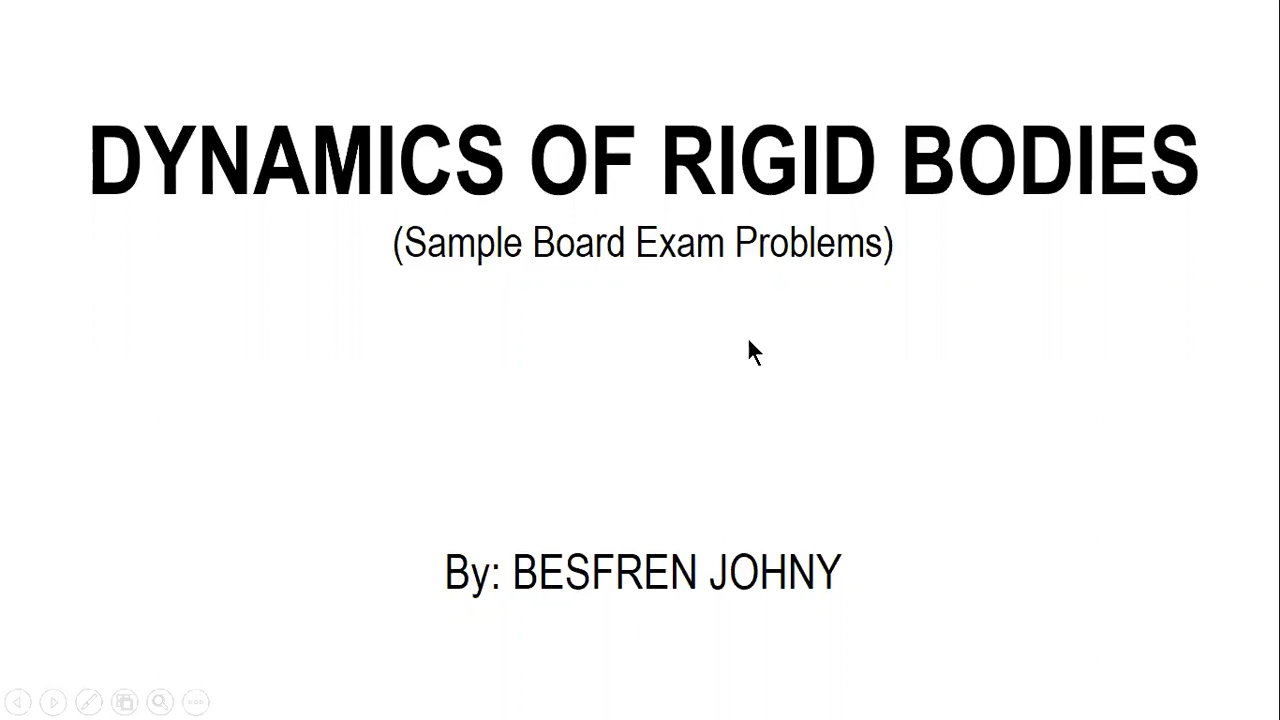 DYNAMICS OF RIGID BODIES
(Sample Board Exam Problems)
By: BESFREN JOHNY